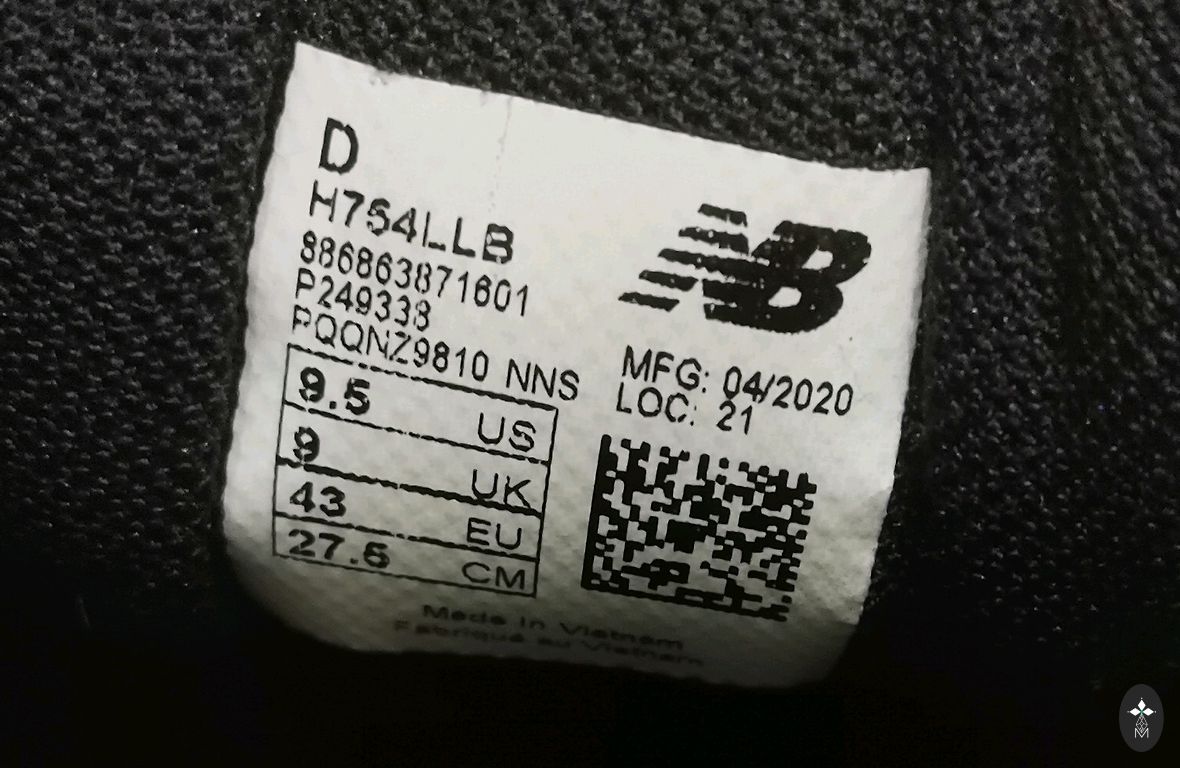 D
H754LLB
886863871601
P249338
PQQNZ9810 NNS
9.5 US
9 UK
43 EU
27.5 CM
NB
MFG: 04/2020
LOC: 21
Made in Vietnam
Fabriqué au Vietnam
M